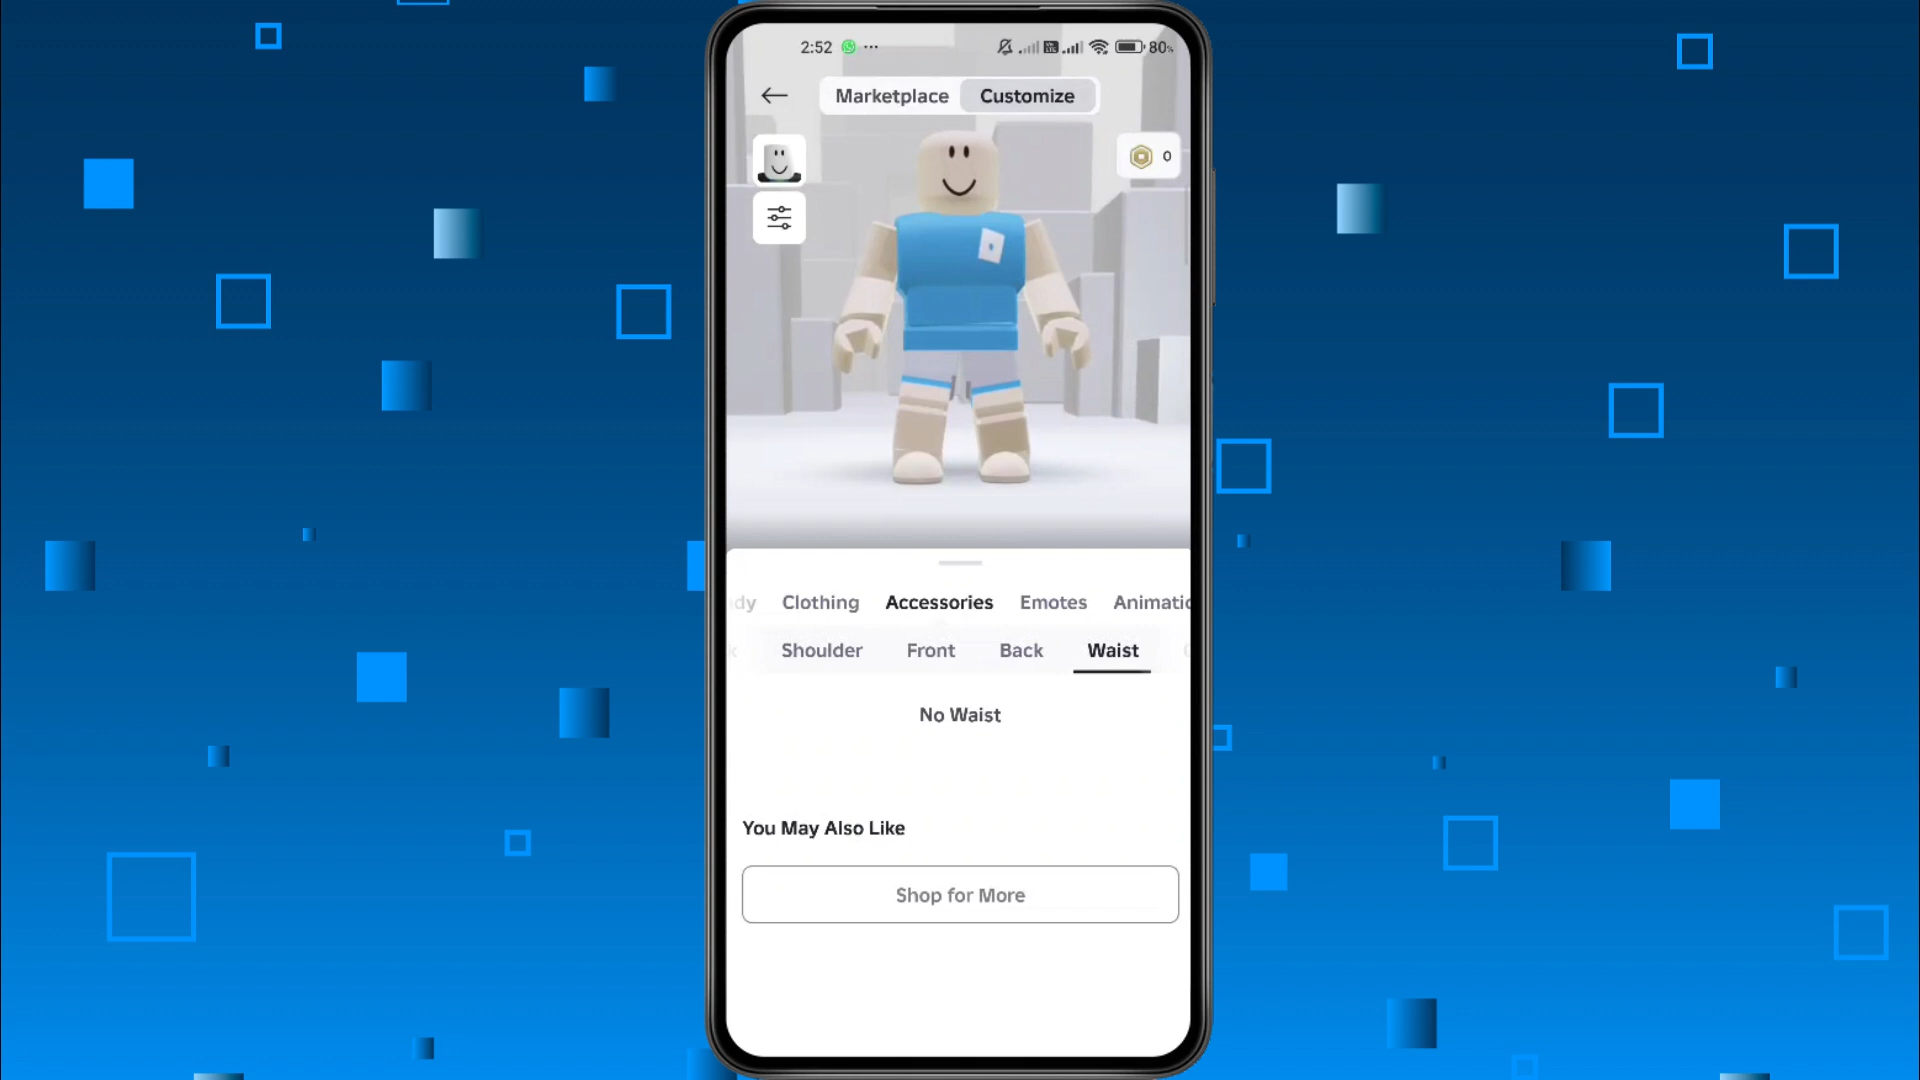 2:52 80%
Marketplace Customize
0
Clothing Accessories Emotes Animatic
Shoulder Front Back Waist
No Waist
You May Also Like
Shop for More